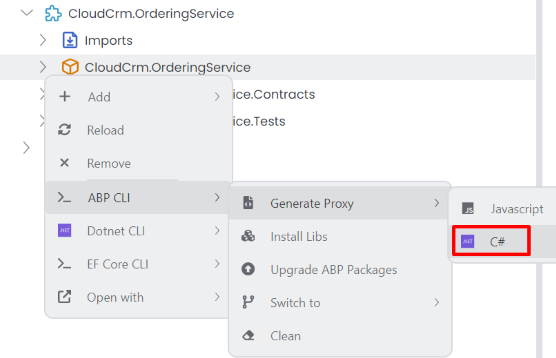 CloudCrm.OrderingService
Imports
CloudCrm.OrderingService
Add
ice.Contracts
Reload
ice.Tests
Remove
ABP CLI
Generate Proxy
Javascript
Dotnet CLI
Install Libs
.NET C#
EF Core CLI
Upgrade ABP Packages
Open with
Switch to
Clean